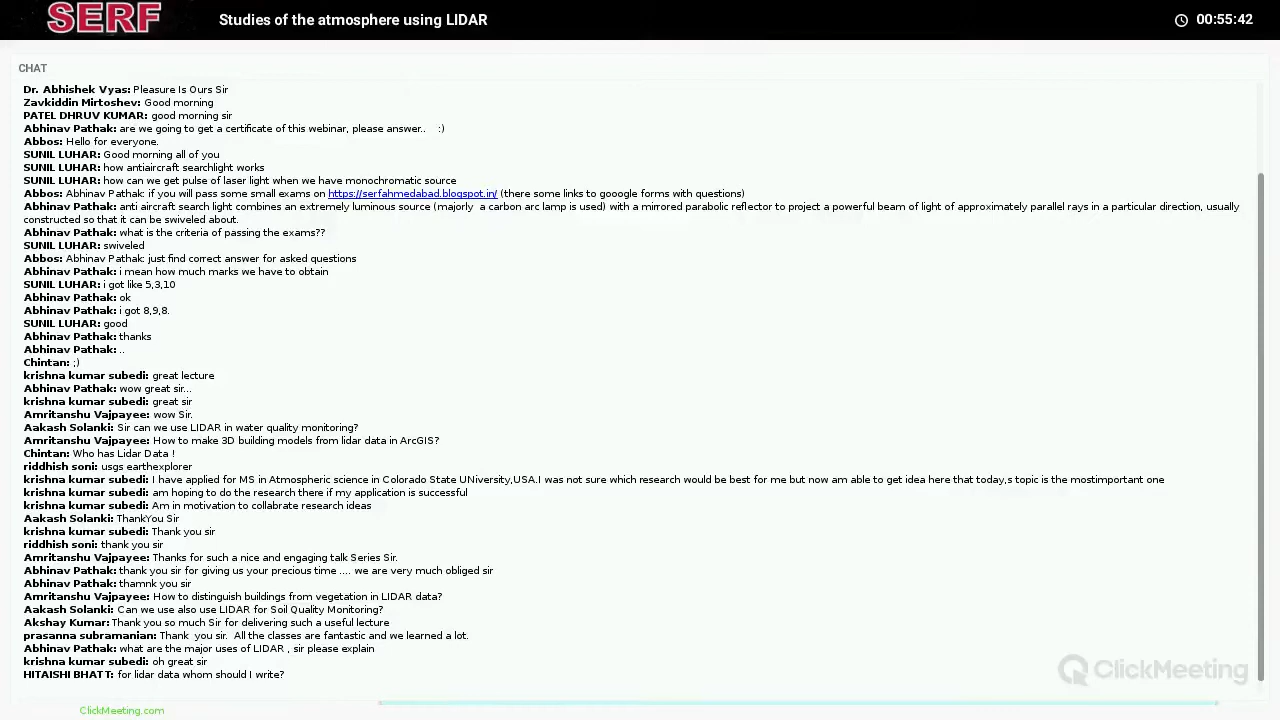 SERF
Studies of the atmosphere using LIDAR
00:55:42
CHAT
Dr. Abhishek Vyas: Pleasure Is Ours Sir
Zavkiddin Mirtoshev: Good morning
PATEL DHRUV KUMAR: good morning sir
Abhinav Pathak: are we going to get a certificate of this webinar, please answer.. :)
Abbos: Hello for everyone.
SUNIL LUHAR: Good morning all of you
SUNIL LUHAR: how antiaircraft searchlight works
SUNIL LUHAR: how can we get pulse of laser light when we have monochromatic source
Abbos: Abhinav Pathak: if you will pass some small exams on https://serfahmedabad.blogspot.in/ (there some links to gooogle forms with questions)
Abhinav Pathak: anti aircraft search light combines an extremely luminous source (majorly a carbon arc lamp is used) with a mirrored parabolic reflector to project a powerful beam of light of approximately parallel rays in a particular direction, usually
constructed so that it can be swiveled about.
Abhinav Pathak: what is the criteria of passing the exams??
SUNIL LUHAR: swiveled
Abbos: Abhinav Pathak: just find correct answer for asked questions
Abhinav Pathak: i mean how much marks we have to obtain
SUNIL LUHAR: i got like 5,3,10
Abhinav Pathak: ok
Abhinav Pathak: i got 8,9,8.
SUNIL LUHAR: good
Abhinav Pathak: thanks
Abhinav Pathak: ..
Chintan: ;)
krishna kumar subedi: great lecture
Abhinav Pathak: wow great sir...
krishna kumar subedi: great sir
Amritanshu Vajpayee: wow Sir.
Aakash Solanki: Sir can we use LIDAR in water quality monitoring?
Amritanshu Vajpayee: How to make 3D building models from lidar data in ArcGIS?
Chintan: Who has Lidar Data !
riddhish soni: usgs earthexplorer
krishna kumar subedi: I have applied for MS in Atmospheric science in Colorado State UNiversity,USA.I was not sure which research would be best for me but now am able to get idea here that today,s topic is the mostimportant one
krishna kumar subedi: am hoping to do the research there if my application is successful
krishna kumar subedi: Am in motivation to collabrate research ideas
Aakash Solanki: ThankYou Sir
krishna kumar subedi: Thank you sir
riddhish soni: thank you sir
Amritanshu Vajpayee: Thanks for such a nice and engaging talk Series Sir.
Abhinav Pathak: thank you sir for giving us your precious time .... we are very much obliged sir
Abhinav Pathak: thamnk you sir
Amritanshu Vajpayee: How to distinguish buildings from vegetation in LIDAR data?
Aakash Solanki: Can we use also use LIDAR for Soil Quality Monitoring?
Akshay Kumar: Thank you so much Sir for delivering such a useful lecture
prasanna subramanian: Thank you sir. All the classes are fantastic and we learned a lot.
Abhinav Pathak: what are the major uses of LIDAR , sir please explain
krishna kumar subedi: oh great sir
HITAISHI BHATT: for lidar data whom should I write?
ClickMeeting
ClickMeeting.com